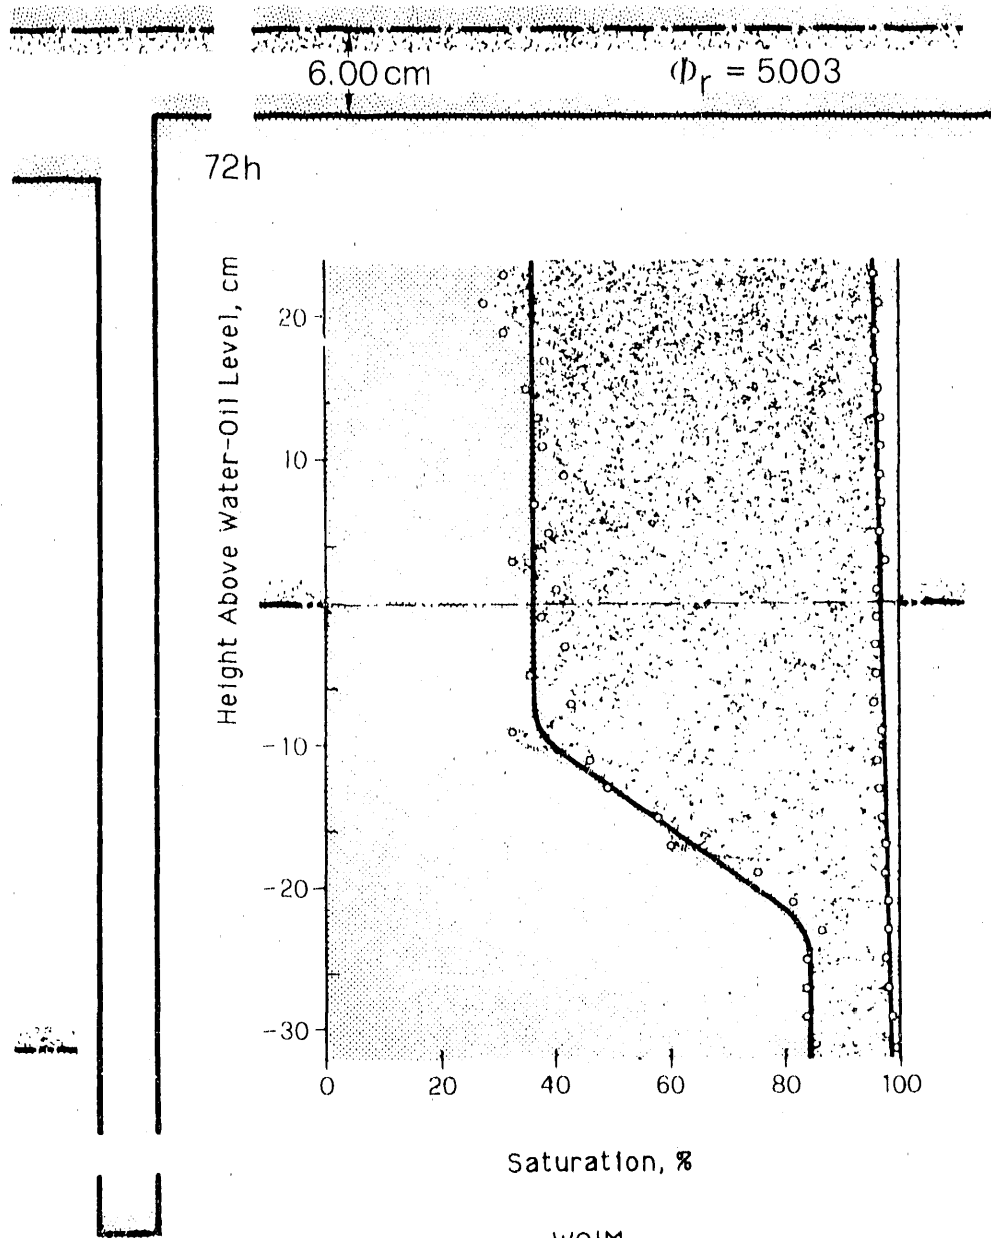 6.00 cm
Φr = 5003
72h
Height Above Water-Oil Level, cm
20
10
-10
-20
-30
0 20 40 60 80 100
Saturation, %